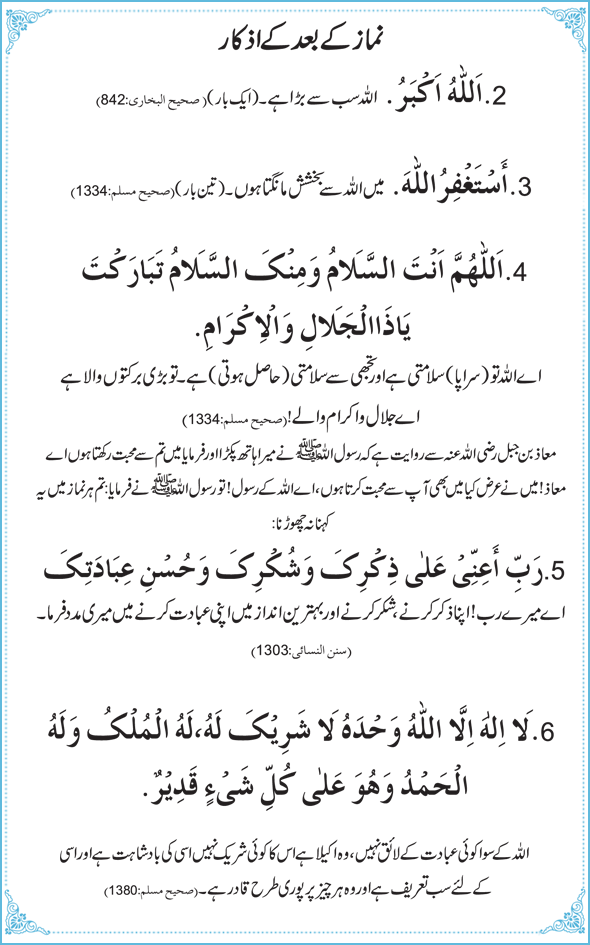 نماز کے بعد کے اذکار
2. اَللّٰہُ اَکْبَرُ . اللہ سب سے بڑا ہے۔ (ایک بار) (صحیح البخاری:842)
3. أَسْتَغْفِرُ اللّٰہَ. میں اللہ سے بخشش مانگتا ہوں۔ (تین بار) (صحیح مسلم:1334)
4. اَللّٰھُمَّ اَنْتَ السَّلَامُ وَمِنْکَ السَّلَامُ تَبَارَکْتَ
یَاذَاالْجَلَالِ وَالْاِکْرَامِ.
اے اللہ تو (سراپا) سلامتی ہے اور تجھی سے سلامتی (حاصل ہوتی) ہے۔ تو بڑی برکتوں والا ہے
اے جلال واکرام والے! (صحیح مسلم:1334)
معاذ بن جبل رضی اللہ عنہ سے روایت ہے کہ رسول اللہ ﷺ نے میرا ہاتھ پکڑا اور فرمایا میں تم سے محبت رکھتا ہوں اے
معاذ! میں نے عرض کیا میں بھی آپ سے محبت کرتا ہوں، اے اللہ کے رسول! تو رسول اللہ ﷺ نے فرمایا: تم ہر نماز میں یہ
کہنا نہ چھوڑنا:
5. رَبِّ أَعِنِّیْ عَلٰی ذِکْرِکَ وَشُکْرِکَ وَحُسْنِ عِبَادَتِکَ
اے میرے رب! اپنا ذکر کرنے، شکر کرنے اور بہترین انداز میں اپنی عبادت کرنے میں میری مدد فرما۔
(سنن النسائی:1303)
6. لَا اِلٰہَ اِلَّا اللّٰہُ وَحْدَہُ لَا شَرِیْکَ لَہُ، لَہُ الْمُلْکُ وَلَہُ
الْحَمْدُ وَھُوَ عَلٰی کُلِّ شَیْءٍ قَدِیْرٌ .
اللہ کے سوا کوئی عبادت کے لائق نہیں، وہ اکیلا ہے اس کا کوئی شریک نہیں اسی کی بادشاہت ہے اور اسی
کے لئے سب تعریف ہے اور وہ ہر چیز پر پوری طرح قادر ہے۔ (صحیح مسلم:1380)